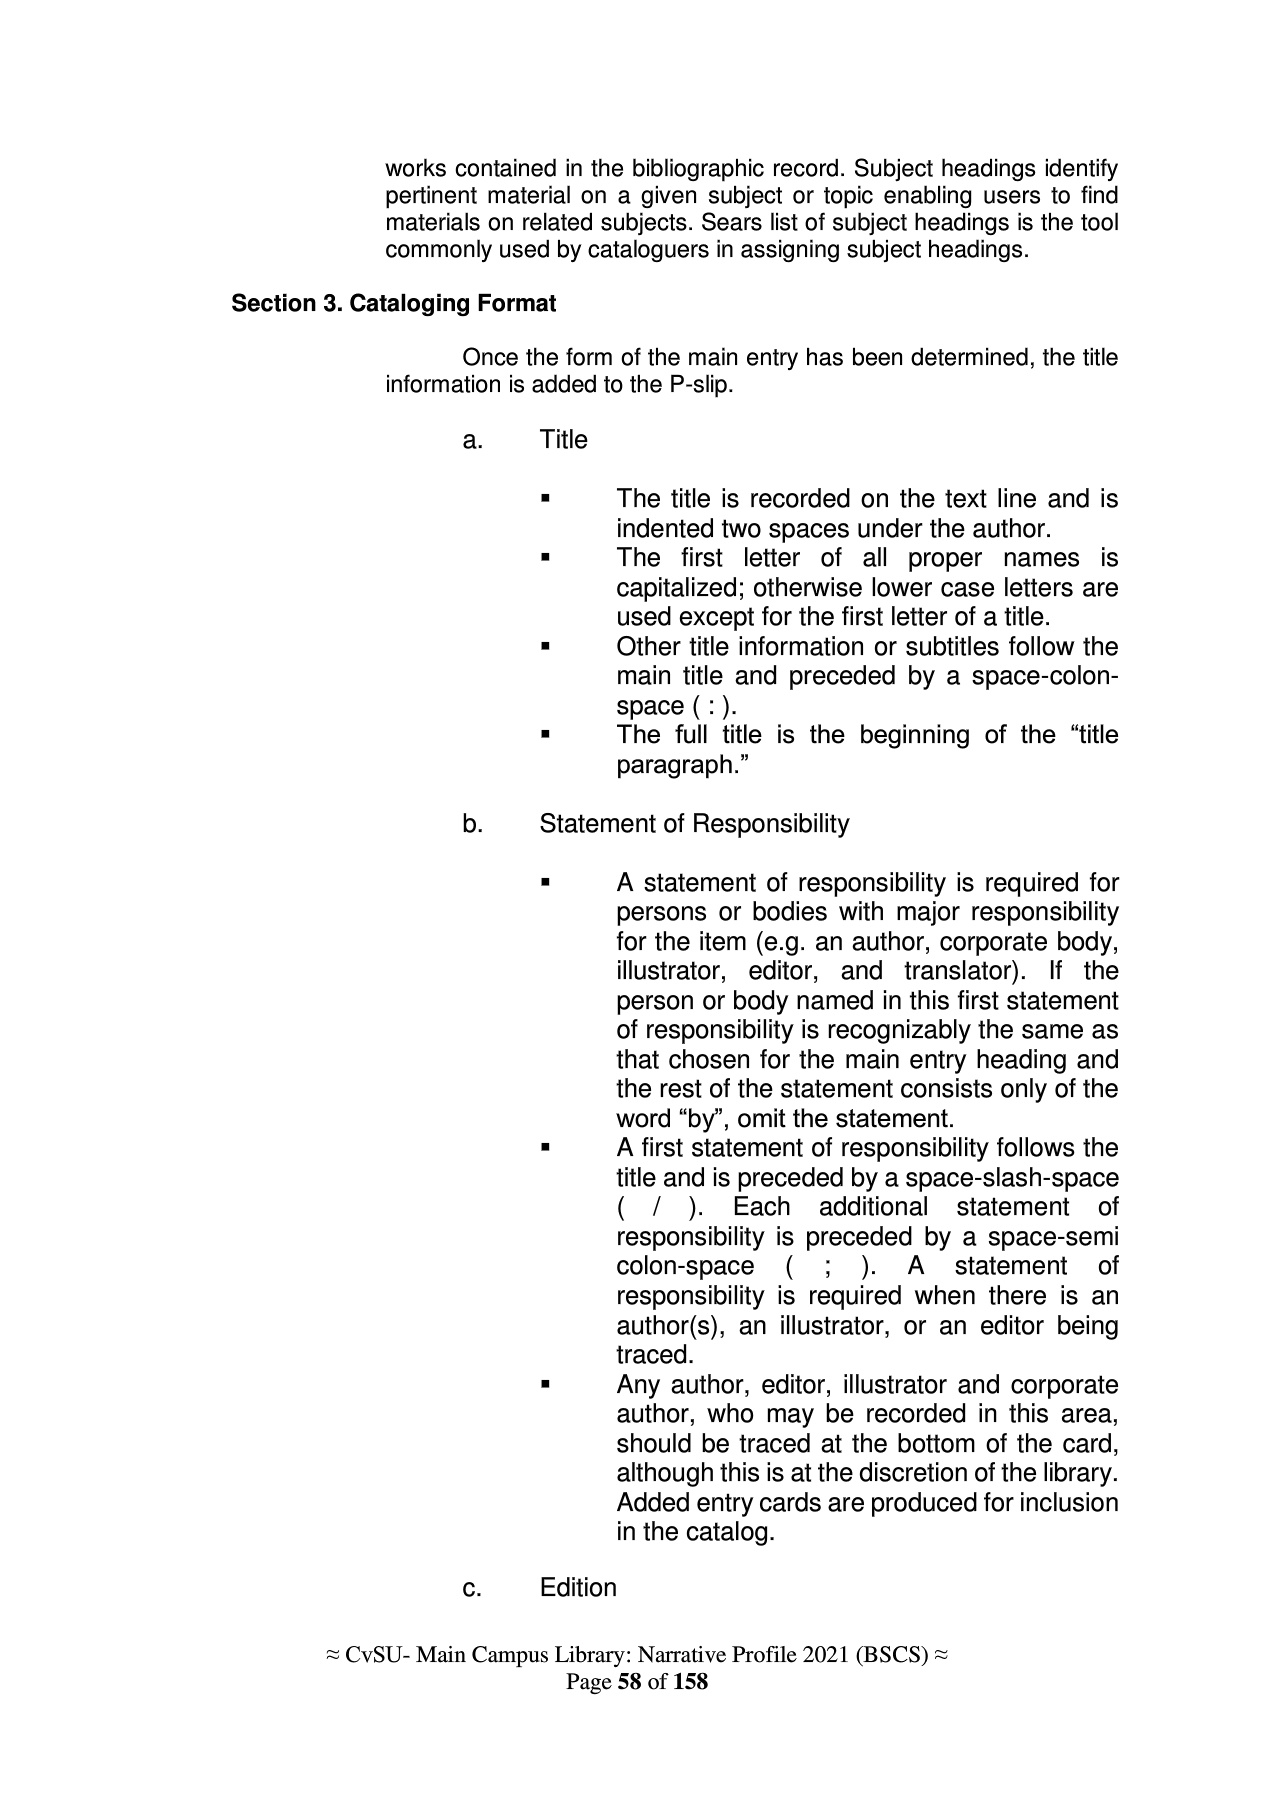 works contained in the bibliographic record. Subject headings identify
pertinent material on a given subject or topic enabling users to find
materials on related subjects. Sears list of subject headings is the tool
commonly used by cataloguers in assigning subject headings.
Section 3. Cataloging Format
Once the form of the main entry has been determined, the title
information is added to the P-slip.
a. Title
▪ The title is recorded on the text line and is
indented two spaces under the author.
▪ The first letter of all proper names is
capitalized; otherwise lower case letters are
used except for the first letter of a title.
▪ Other title information or subtitles follow the
main title and preceded by a space-colon-
space ( : ).
▪ The full title is the beginning of the “title
paragraph.”
b. Statement of Responsibility
▪ A statement of responsibility is required for
persons or bodies with major responsibility
for the item (e.g. an author, corporate body,
illustrator, editor, and translator). If the
person or body named in this first statement
of responsibility is recognizably the same as
that chosen for the main entry heading and
the rest of the statement consists only of the
word “by”, omit the statement.
▪ A first statement of responsibility follows the
title and is preceded by a space-slash-space
( / ). Each additional statement of
responsibility is preceded by a space-semi
colon-space ( ; ). A statement of
responsibility is required when there is an
author(s), an illustrator, or an editor being
traced.
▪ Any author, editor, illustrator and corporate
author, who may be recorded in this area,
should be traced at the bottom of the card,
although this is at the discretion of the library.
Added entry cards are produced for inclusion
in the catalog.
c. Edition
≈ CvSU- Main Campus Library: Narrative Profile 2021 (BSCS) ≈
Page 58 of 158